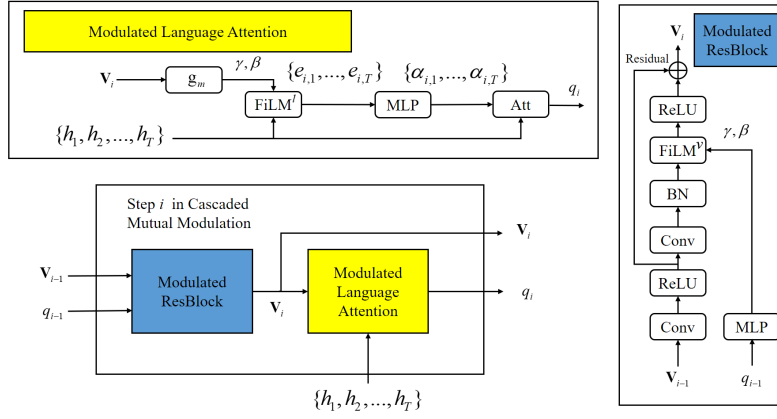 Modulated Language Attention
V_i
g_m
γ, β
FiLM^l
{e_{i,1},...,e_{i,T}}
MLP
{α_{i,1},...,α_{i,T}}
Att
q_i
{h_1,h_2,...,h_T}
Step i in Cascaded
Mutual Modulation
V_{i-1}
q_{i-1}
Modulated
ResBlock
V_i
Modulated
Language
Attention
V_i
q_i
{h_1,h_2,...,h_T}
Modulated
ResBlock
V_i
Residual
ReLU
γ, β
FiLM^v
BN
Conv
ReLU
Conv
MLP
V_{i-1}
q_{i-1}